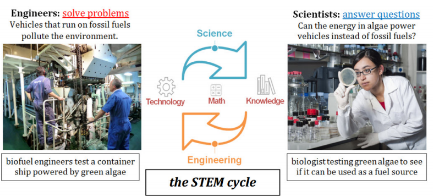 Engineers: solve problems
Vehicles that run on fossil fuels
pollute the environment.
Science
Technology
Math
Knowledge
Engineering
the STEM cycle
Scientists: answer questions
Can the energy in algae power
vehicles instead of fossil fuels?
biofuel engineers test a container
ship powered by green algae
biologist testing green algae to see
if it can be used as a fuel source